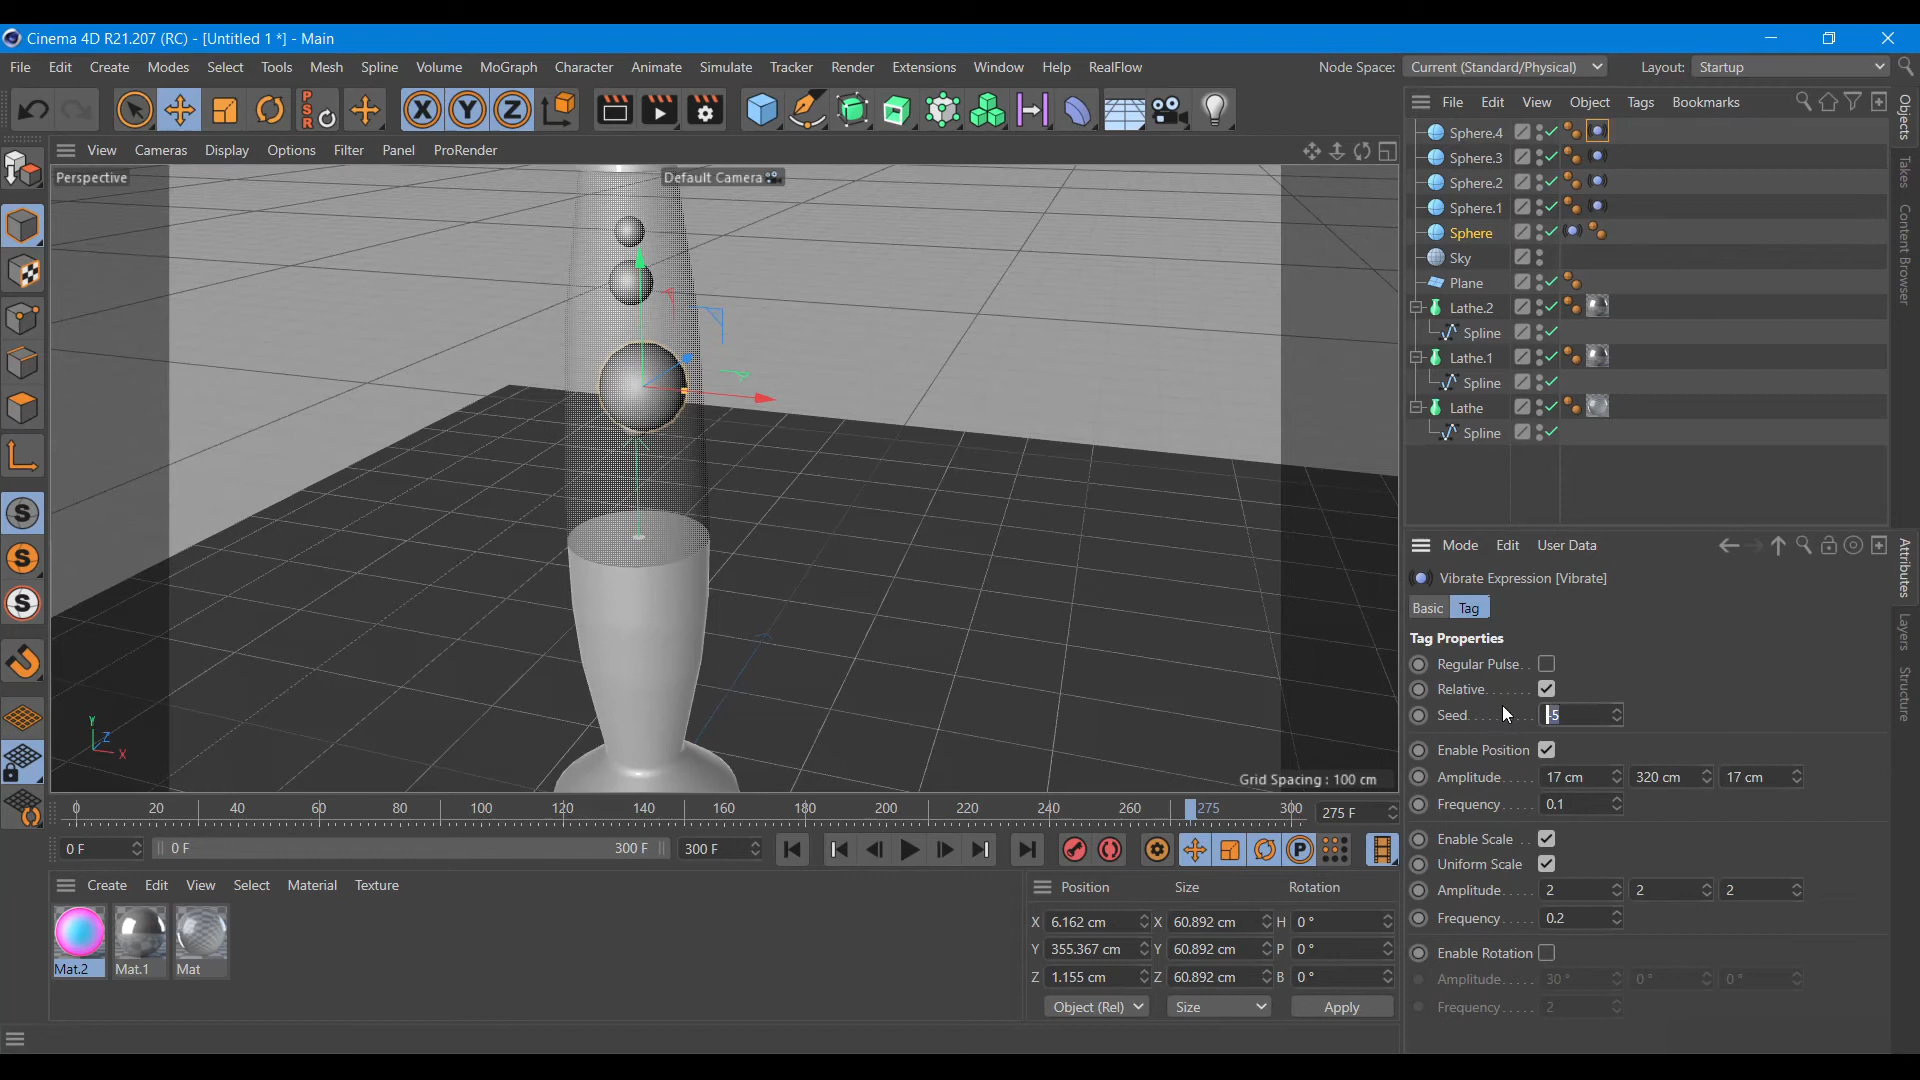 Cinema 4D R21.207 (RC) - [Untitled 1 *] - Main
File Edit Create Modes Select Tools Mesh Spline Volume MoGraph Character Animate Simulate Tracker Render Extensions Window Help RealFlow Node Space: Current (Standard/Physical) Layout: Startup
PSR X Y Z
File Edit View Object Tags Bookmarks
View Cameras Display Options Filter Panel ProRender
Perspective Default Camera
Sphere.4
Sphere.3
Sphere.2
Sphere.1
Sphere
Sky
Plane
Lathe.2
Spline
Lathe.1
Spline
Lathe
Spline
Objects
Takes
Content Browser
Attributes
Layers
Structure
S
S
S
Y
Z
X
Grid Spacing : 100 cm
Mode Edit User Data
Vibrate Expression [Vibrate]
Basic Tag
Tag Properties
Regular Pulse. .
Relative. . . . . . .
Seed. . . . . . . . . -5
Enable Position
Amplitude. . . . . 17 cm 320 cm 17 cm
Frequency. . . . . 0.1
Enable Scale . .
Uniform Scale
Amplitude. . . . . 2 2 2
Frequency. . . . . 0.2
Enable Rotation
Amplitude. . . . . 30 ° 0 ° 0 °
Frequency. . . . . 2
0 20 40 60 80 100 120 140 160 180 200 220 240 260 275 300 275 F
0 F 0 F 300 F 300 F
P
Create Edit View Select Material Texture
Mat.2 Mat.1 Mat
Position Size Rotation
X 6.162 cm X 60.892 cm H 0 °
Y 355.367 cm Y 60.892 cm P 0 °
Z 1.155 cm Z 60.892 cm B 0 °
Object (Rel) Size Apply